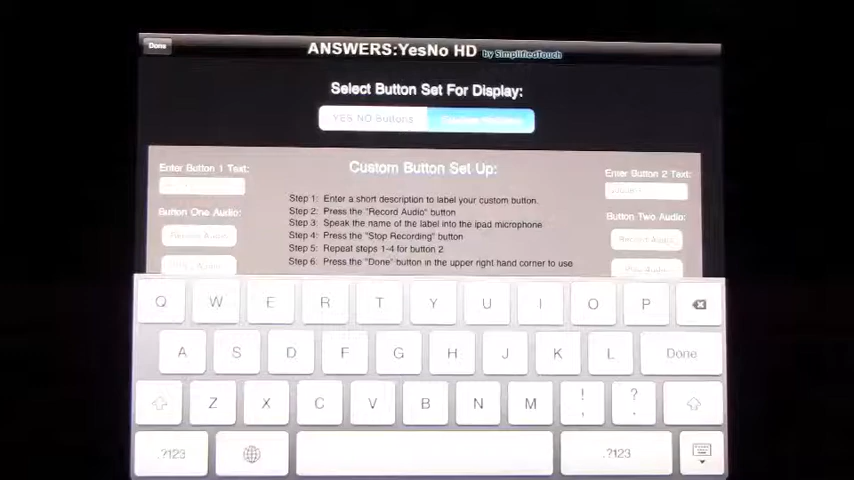 Done
ANSWERS:YesNo HD by SimplifiedTouch
Select Button Set For Display:
YES NO Buttons
Enter Button 1 Text:
Custom Button Set Up:
Enter Button 2 Text:
Step 1: Enter a short description to label your custom button.
Button One Audio:
Step 2: Press the "Record Audio" button
Button Two Audio:
Step 3: Speak the name of the label into the ipad microphone
Record Audio
Step 4: Press the "Stop Recording" button
Record Audio
Step 5: Repeat steps 1-4 for button 2
Step 6: Press the "Done" button in the upper right hand corner to use
Q W E R T Y U I O P
A S D F G H J K L Done
Z X C V B N M ! , ? .
.?123 .?123